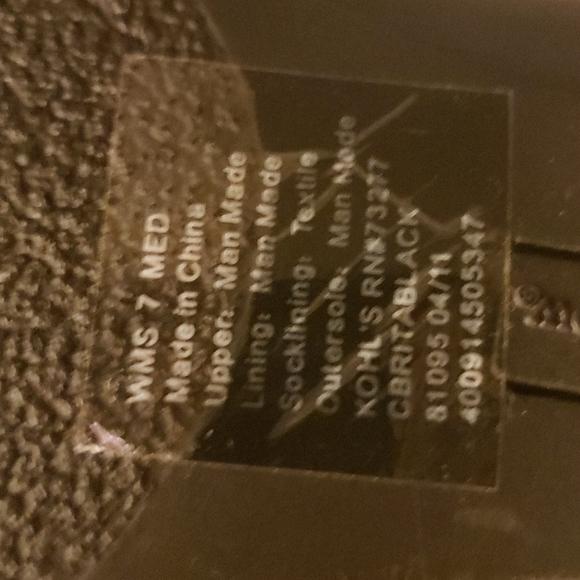 WMS 7 MED
Made in China
Upper: Man Made
Lining: Man Made
Socklining: Textile
Outersole: Man Made
KOHL'S RN#73277
CBRITABLACK
81095 04/11
400914505347